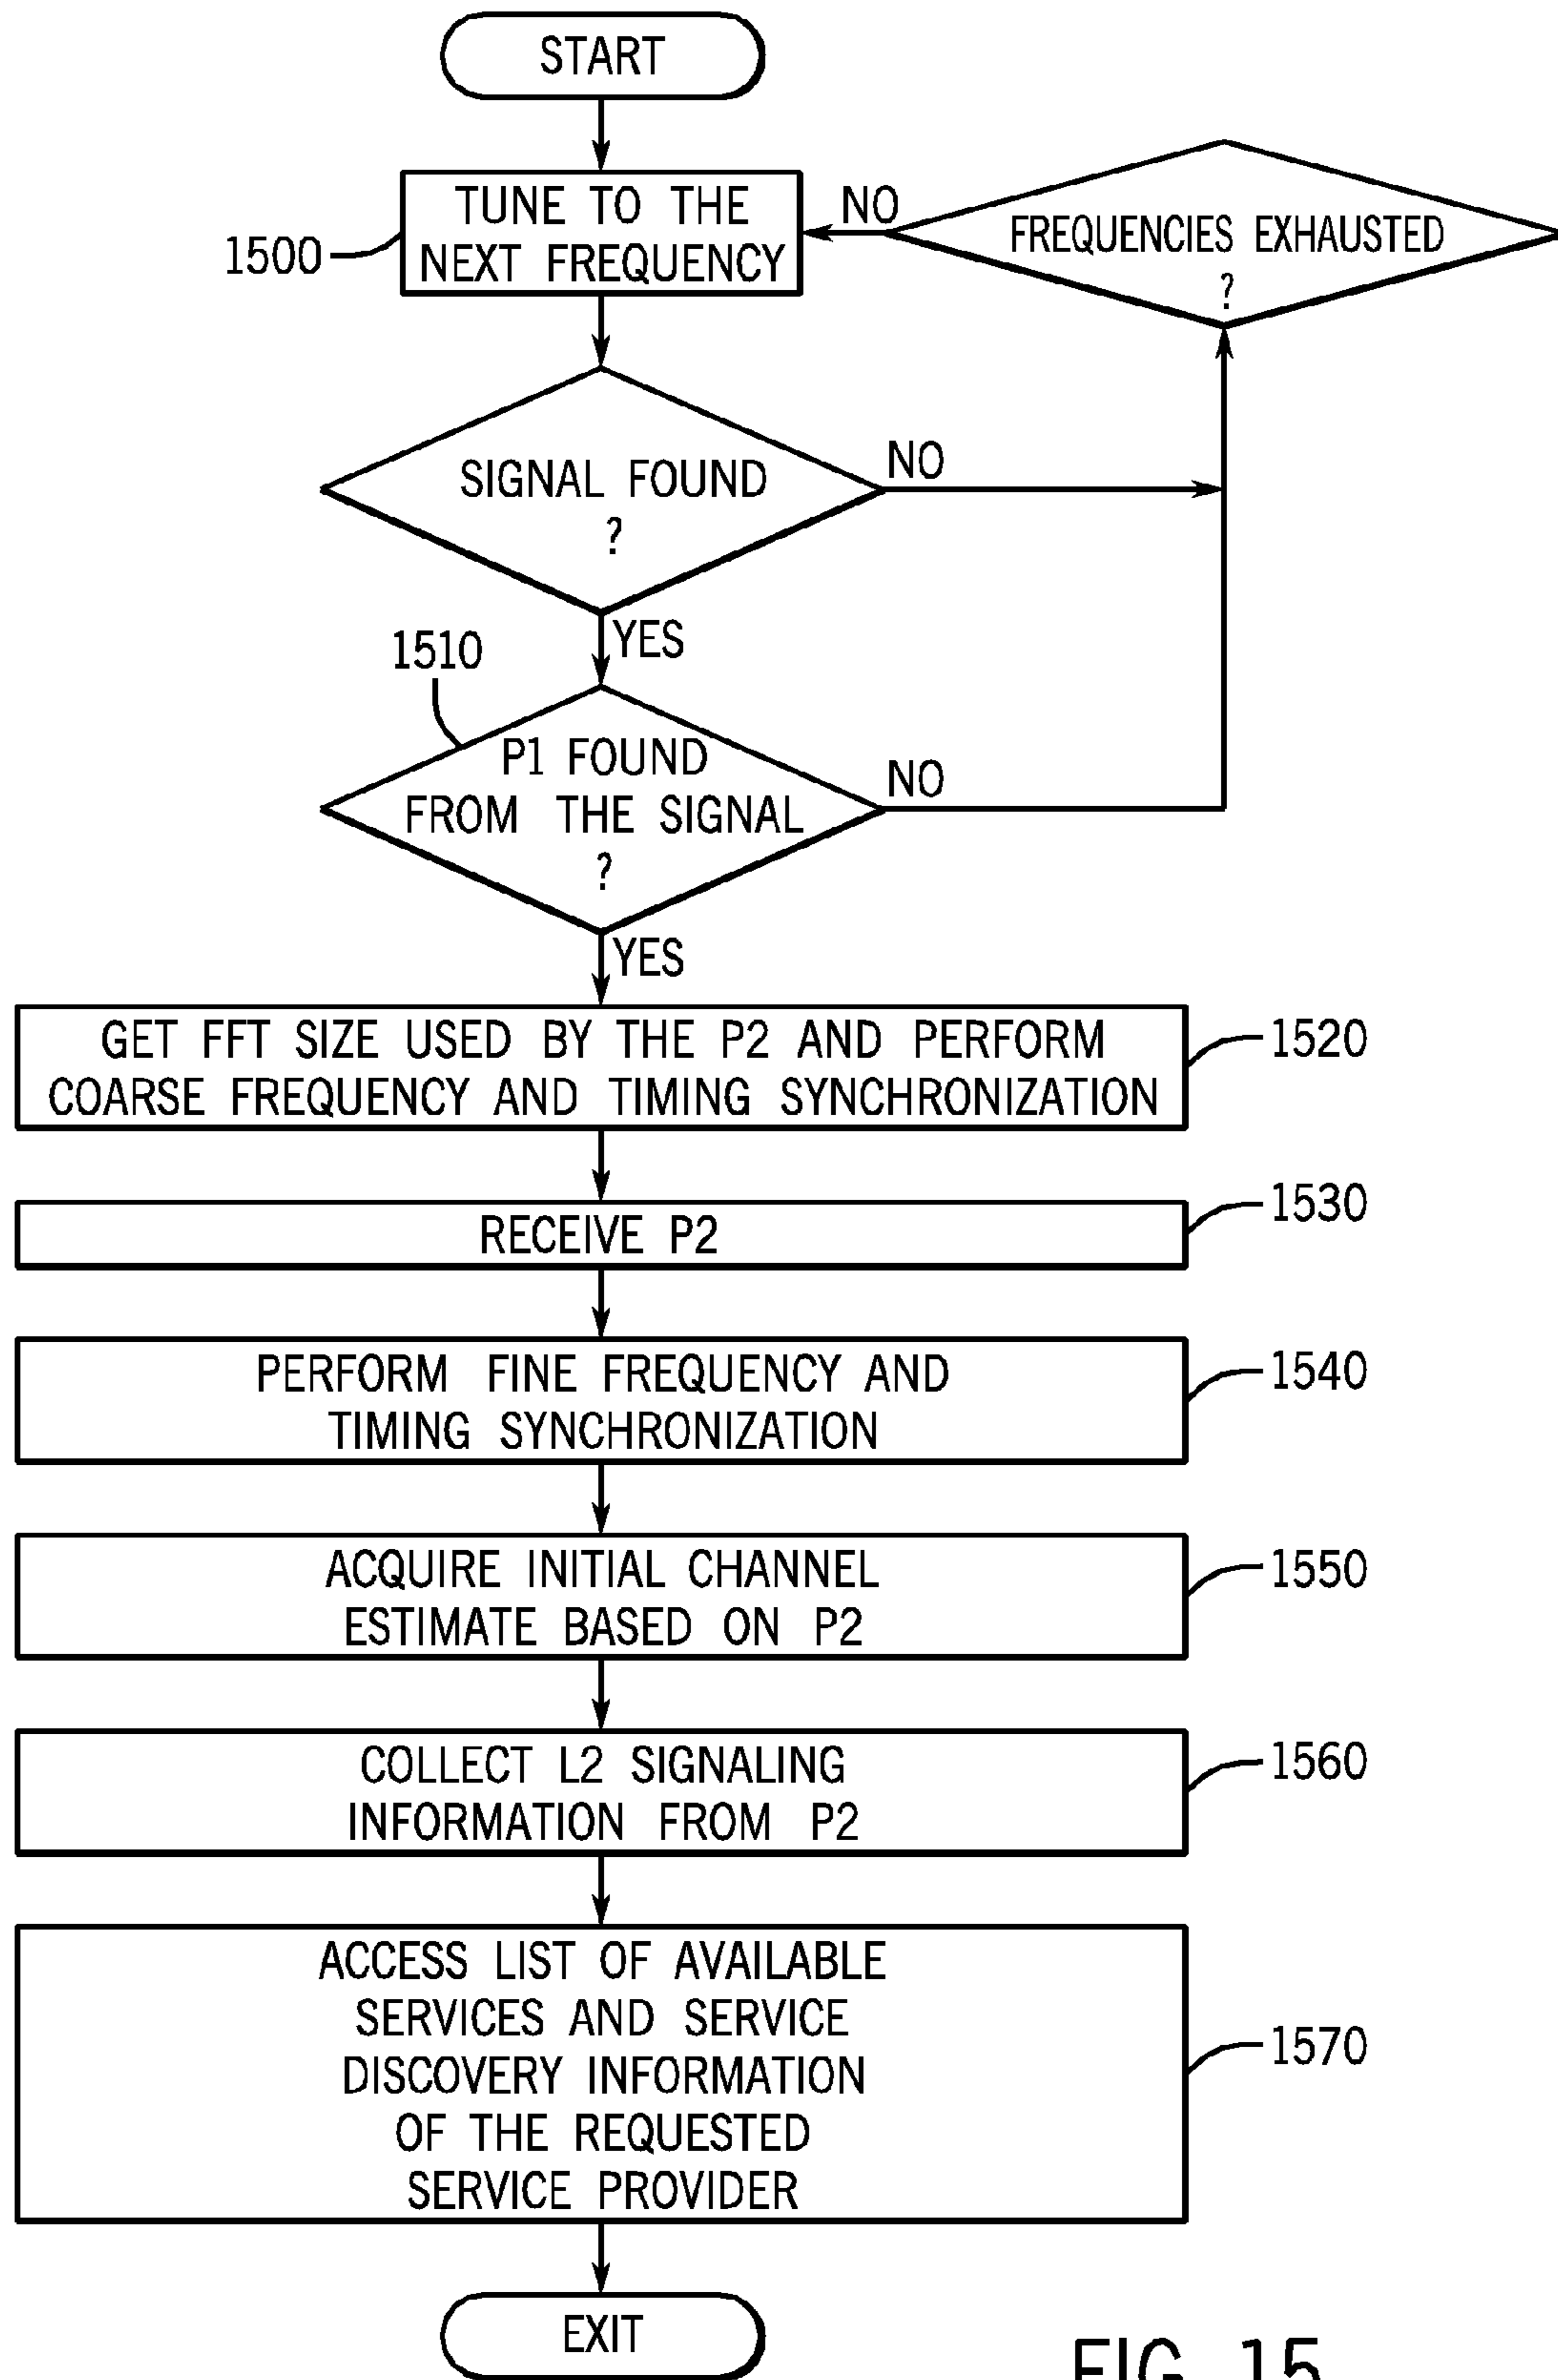 START
TUNE TO THE
NEXT FREQUENCY
1500
NO
FREQUENCIES EXHAUSTED
?
SIGNAL FOUND
?
NO
YES
1510
P1 FOUND
FROM THE SIGNAL
?
NO
YES
GET FFT SIZE USED BY THE P2 AND PERFORM
COARSE FREQUENCY AND TIMING SYNCHRONIZATION
1520
RECEIVE P2
1530
PERFORM FINE FREQUENCY AND
TIMING SYNCHRONIZATION
1540
ACQUIRE INITIAL CHANNEL
ESTIMATE BASED ON P2
1550
COLLECT L2 SIGNALING
INFORMATION FROM P2
1560
ACCESS LIST OF AVAILABLE
SERVICES AND SERVICE
DISCOVERY INFORMATION
OF THE REQUESTED
SERVICE PROVIDER
1570
EXIT
FIG. 15